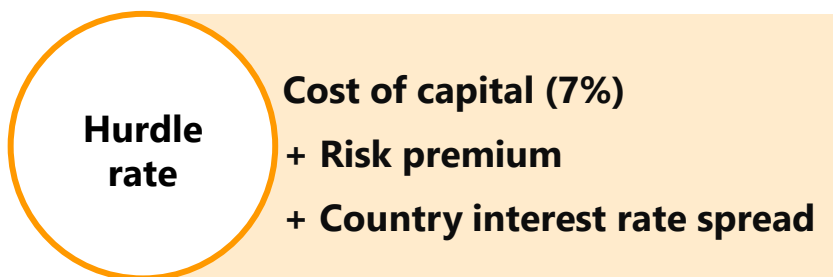 Hurdle
rate
Cost of capital (7%)
+ Risk premium
+ Country interest rate spread